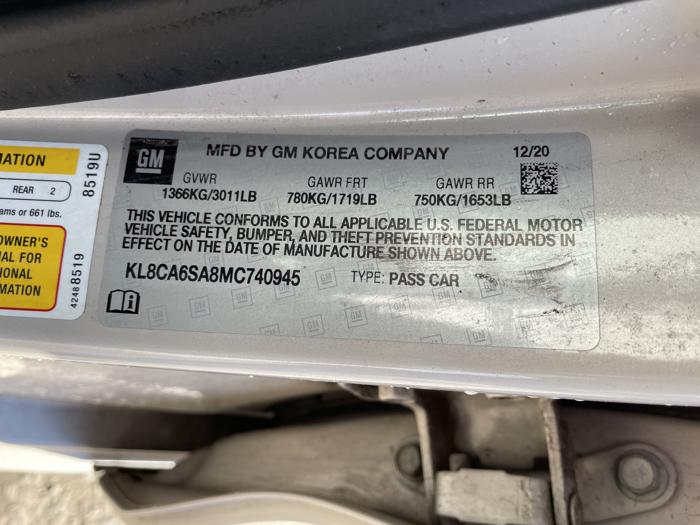 MATION
REAR 2
ams or 661 lbs.
OWNER'S
AL FOR
ONAL
MATION
8519U
4248 8519
GM
MFD BY GM KOREA COMPANY 12/20
GVWR GAWR FRT GAWR RR
1366KG/3011LB 780KG/1719LB 750KG/1653LB
THIS VEHICLE CONFORMS TO ALL APPLICABLE U.S. FEDERAL MOTOR
VEHICLE SAFETY, BUMPER, AND THEFT PREVENTION STANDARDS IN
EFFECT ON THE DATE OF MANUFACTURE SHOWN ABOVE.
KL8CA6SA8MC740945 TYPE: PASS CAR